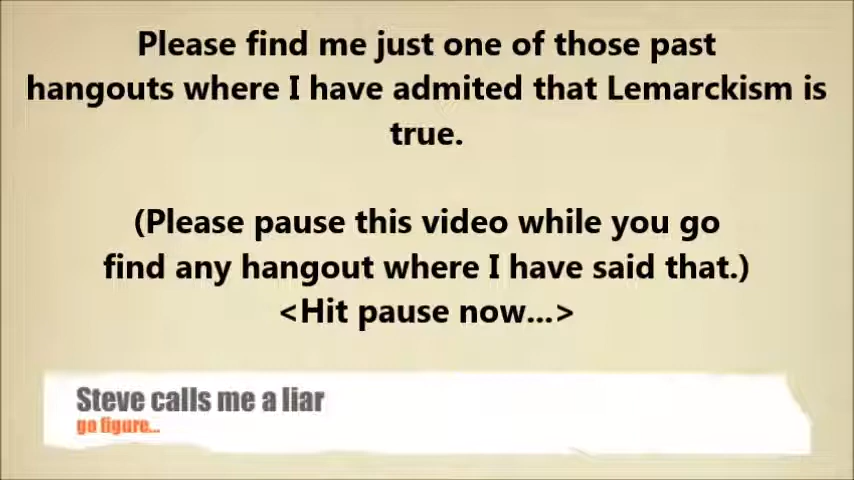 Please find me just one of those past
hangouts where I have admited that Lemarckism is
true.
(Please pause this video while you go
find any hangout where I have said that.)
<Hit pause now...>
Steve calls me a liar
go figure...